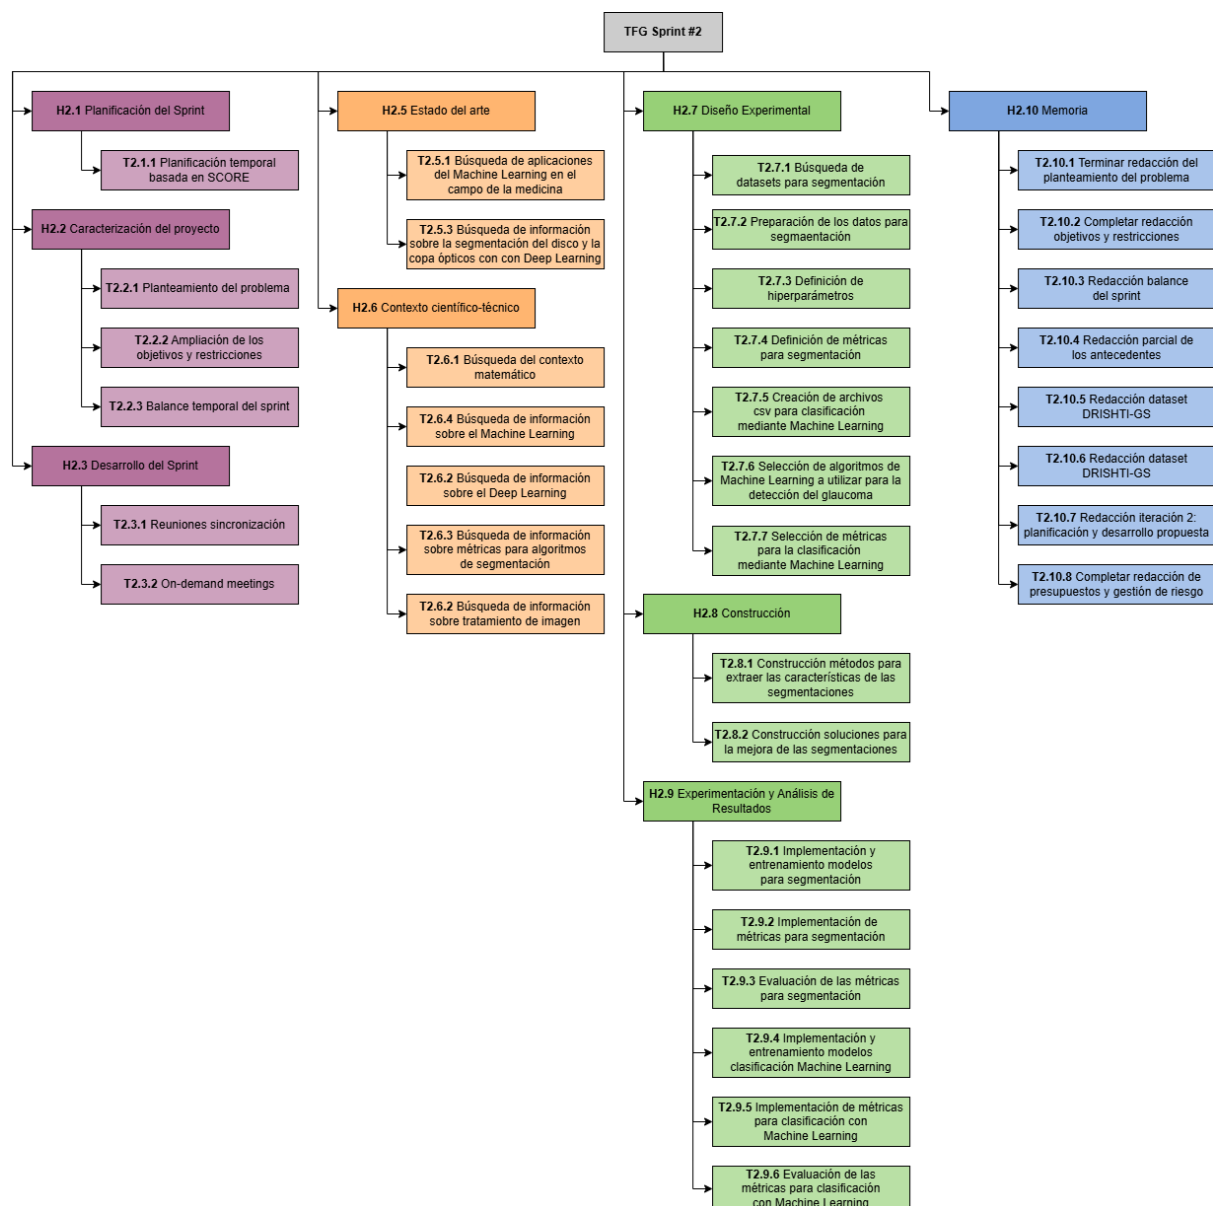 TFG Sprint #2
H2.1 Planificación del Sprint
T2.1.1 Planificación temporal
basada en SCORE
H2.2 Caracterización del proyecto
T2.2.1 Planteamiento del problema
T2.2.2 Ampliación de los
objetivos y restricciones
T2.2.3 Balance temporal del sprint
H2.3 Desarrollo del Sprint
T2.3.1 Reuniones sincronización
T2.3.2 On-demand meetings
H2.5 Estado del arte
T2.5.1 Búsqueda de aplicaciones
del Machine Learning en el
campo de la medicina
T2.5.3 Búsqueda de información
sobre la segmentación del disco y la
copa ópticos con con Deep Learning
H2.6 Contexto científico-técnico
T2.6.1 Búsqueda del contexto
matemático
T2.6.4 Búsqueda de información
sobre el Machine Learning
T2.6.2 Búsqueda de información
sobre el Deep Learning
T2.6.3 Búsqueda de información
sobre métricas para algoritmos
de segmentación
T2.6.2 Búsqueda de información
sobre tratamiento de imagen
H2.7 Diseño Experimental
T2.7.1 Búsqueda de
datasets para segmentación
T2.7.2 Preparación de los datos para
segmaentación
T2.7.3 Definición de
hiperparámetros
T2.7.4 Definición de métricas
para segmentación
T2.7.5 Creación de archivos
csv para clasificación
mediante Machine Learning
T2.7.6 Selección de algoritmos de
Machine Learning a utilizar para la
detección del glaucoma
T2.7.7 Selección de métricas
para la clasificación
mediante Machine Learning
H2.8 Construcción
T2.8.1 Construcción métodos para
extraer las características de las
segmentaciones
T2.8.2 Construcción soluciones para
la mejora de las segmentaciones
H2.9 Experimentación y Análisis de
Resultados
T2.9.1 Implementación y
entrenamiento modelos
para segmentación
T2.9.2 Implementación de
métricas para segmentación
T2.9.3 Evaluación de las métricas
para segmentación
T2.9.4 Implementación y
entrenamiento modelos
clasificación Machine Learning
T2.9.5 Implementación de métricas
para clasificación con
Machine Learning
T2.9.6 Evaluación de las
métricas para clasificación
con Machine Learning
H2.10 Memoria
T2.10.1 Terminar redacción del
planteamiento del problema
T2.10.2 Completar redacción
objetivos y restricciones
T2.10.3 Redacción balance
del sprint
T2.10.4 Redacción parcial de
los antecedentes
T2.10.5 Redacción dataset
DRISHTI-GS
T2.10.6 Redacción dataset
DRISHTI-GS
T2.10.7 Redacción iteración 2:
planificación y desarrollo propuesta
T2.10.8 Completar redacción de
presupuestos y gestión de riesgo